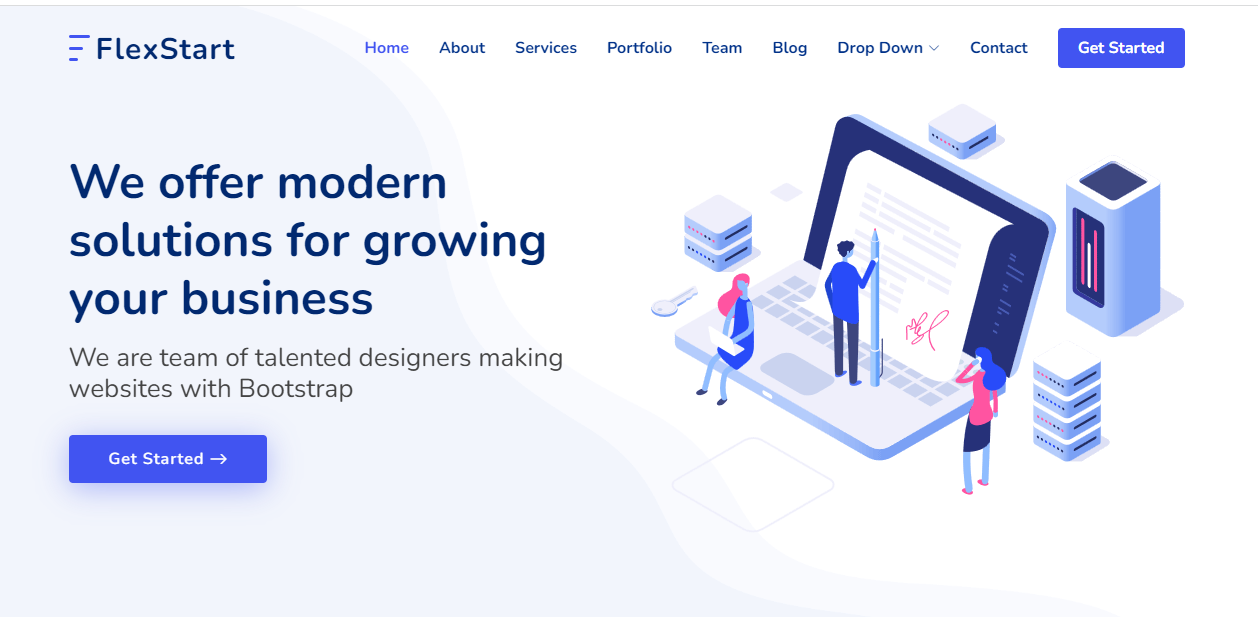 FlexStart
Home About Services Portfolio Team Blog Drop Down Contact Get Started
We offer modern
solutions for growing
your business
We are team of talented designers making
websites with Bootstrap
Get Started →